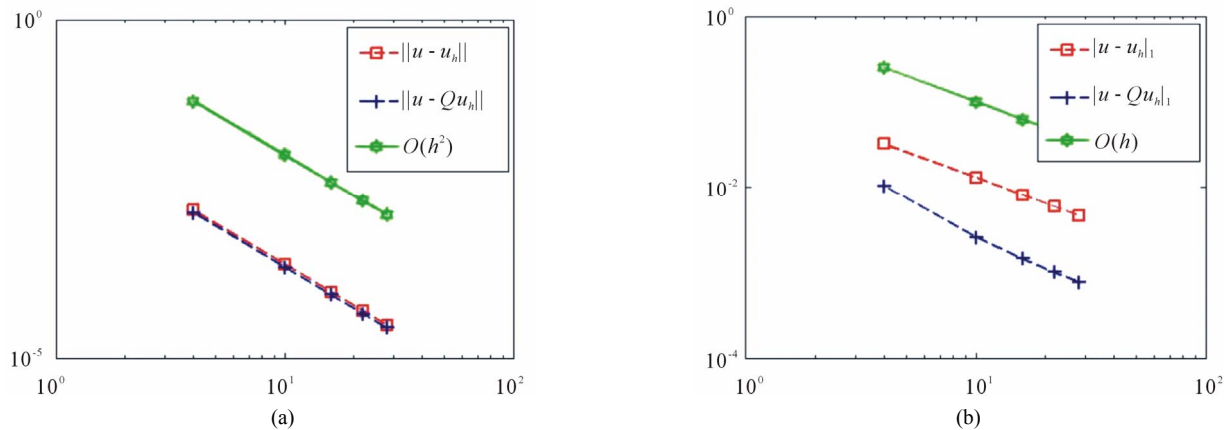 10^0
||u - u_h||
||u - Qu_h||
O(h^2)
10^-5
10^0
10^1
10^2
(a)
10^0
|u - u_h|_1
|u - Qu_h|_1
O(h)
10^-2
10^-4
10^0
10^1
10^2
(b)